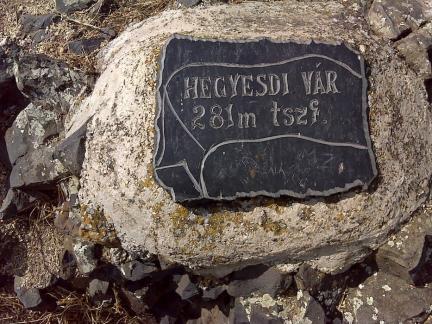 HEGYESDI VÁR
281m tszf.